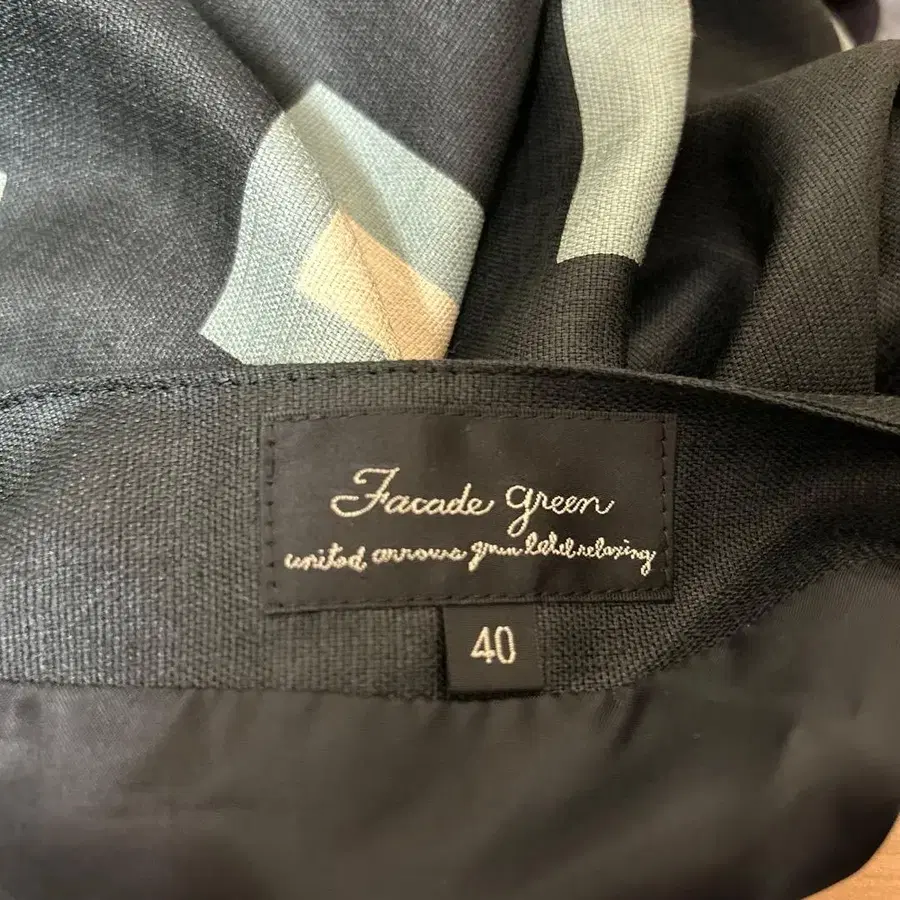 Facade green
united arrows green label relaxing
40